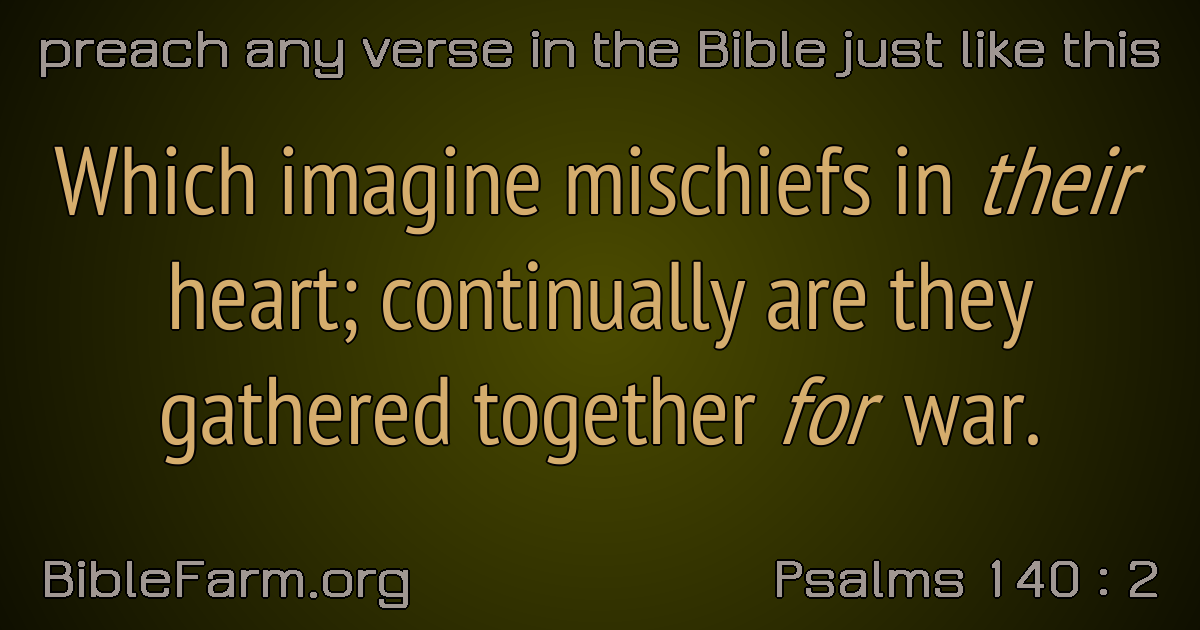 preach any verse in the Bible just like this
Which imagine mischiefs in their
heart; continually are they
gathered together for war.
BibleFarm.org
Psalms 140 : 2